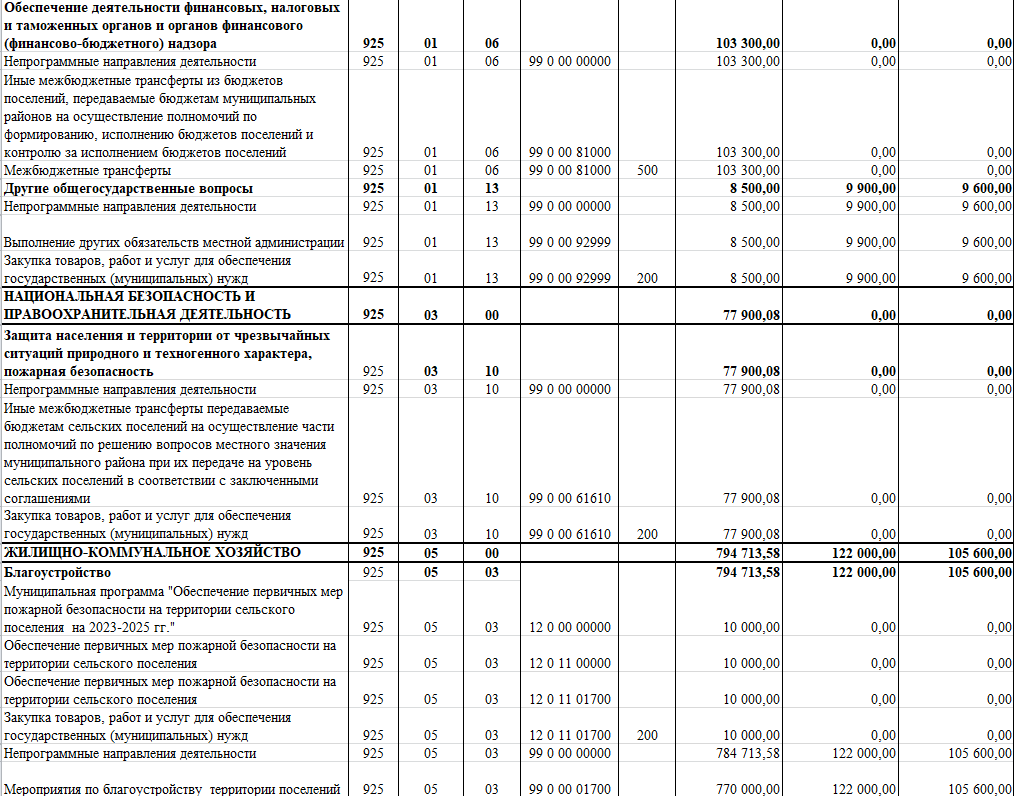 Обеспечение деятельности финансовых, налоговых
и таможенных органов и органов финансового
(финансово-бюджетного) надзора 925 01 06 103 300,00 0,00 0,00
Непрограммные направления деятельности 925 01 06 99 0 00 00000 103 300,00 0,00 0,00
Иные межбюджетные трансферты из бюджетов
поселений, передаваемые бюджетам муниципальных
районов на осуществление полномочий по
формированию, исполнению бюджетов поселений и
контролю за исполнением бюджетов поселений 925 01 06 99 0 00 81000 103 300,00 0,00 0,00
Межбюджетные трансферты 925 01 06 99 0 00 81000 500 103 300,00 0,00 0,00
Другие общегосударственные вопросы 925 01 13 8 500,00 9 900,00 9 600,00
Непрограммные направления деятельности 925 01 13 99 0 00 00000 8 500,00 9 900,00 9 600,00
Выполнение других обязательств местной администрации 925 01 13 99 0 00 92999 8 500,00 9 900,00 9 600,00
Закупка товаров, работ и услуг для обеспечения
государственных (муниципальных) нужд 925 01 13 99 0 00 92999 200 8 500,00 9 900,00 9 600,00
НАЦИОНАЛЬНАЯ БЕЗОПАСНОСТЬ И
ПРАВООХРАНИТЕЛЬНАЯ ДЕЯТЕЛЬНОСТЬ 925 03 00 77 900,08 0,00 0,00
Защита населения и территории от чрезвычайных
ситуаций природного и техногенного характера,
пожарная безопасность 925 03 10 77 900,08 0,00 0,00
Непрограммные направления деятельности 925 03 10 99 0 00 00000 77 900,08 0,00 0,00
Иные межбюджетные трансферты передаваемые
бюджетам сельских поселений на осуществление части
полномочий по решению вопросов местного значения
муниципального района при их передаче на уровень
сельских поселений в соответствии с заключенными
соглашениями 925 03 10 99 0 00 61610 77 900,08 0,00 0,00
Закупка товаров, работ и услуг для обеспечения
государственных (муниципальных) нужд 925 03 10 99 0 00 61610 200 77 900,08 0,00 0,00
ЖИЛИЩНО-КОММУНАЛЬНОЕ ХОЗЯЙСТВО 925 05 00 794 713,58 122 000,00 105 600,00
Благоустройство 925 05 03 794 713,58 122 000,00 105 600,00
Муниципальная программа "Обеспечение первичных мер
пожарной безопасности на территории сельского
поселения на 2023-2025 гг." 925 05 03 12 0 00 00000 10 000,00 0,00 0,00
Обеспечение первичных мер пожарной безопасности на
территории сельского поселения 925 05 03 12 0 11 00000 10 000,00 0,00 0,00
Обеспечение первичных мер пожарной безопасности на
территории сельского поселения 925 05 03 12 0 11 01700 10 000,00 0,00 0,00
Закупка товаров, работ и услуг для обеспечения
государственных (муниципальных) нужд 925 05 03 12 0 11 01700 200 10 000,00 0,00 0,00
Непрограммные направления деятельности 925 05 03 99 0 00 00000 784 713,58 122 000,00 105 600,00
Мероприятия по благоустройству территории поселений 925 05 03 99 0 00 01700 770 000,00 122 000,00 105 600,00